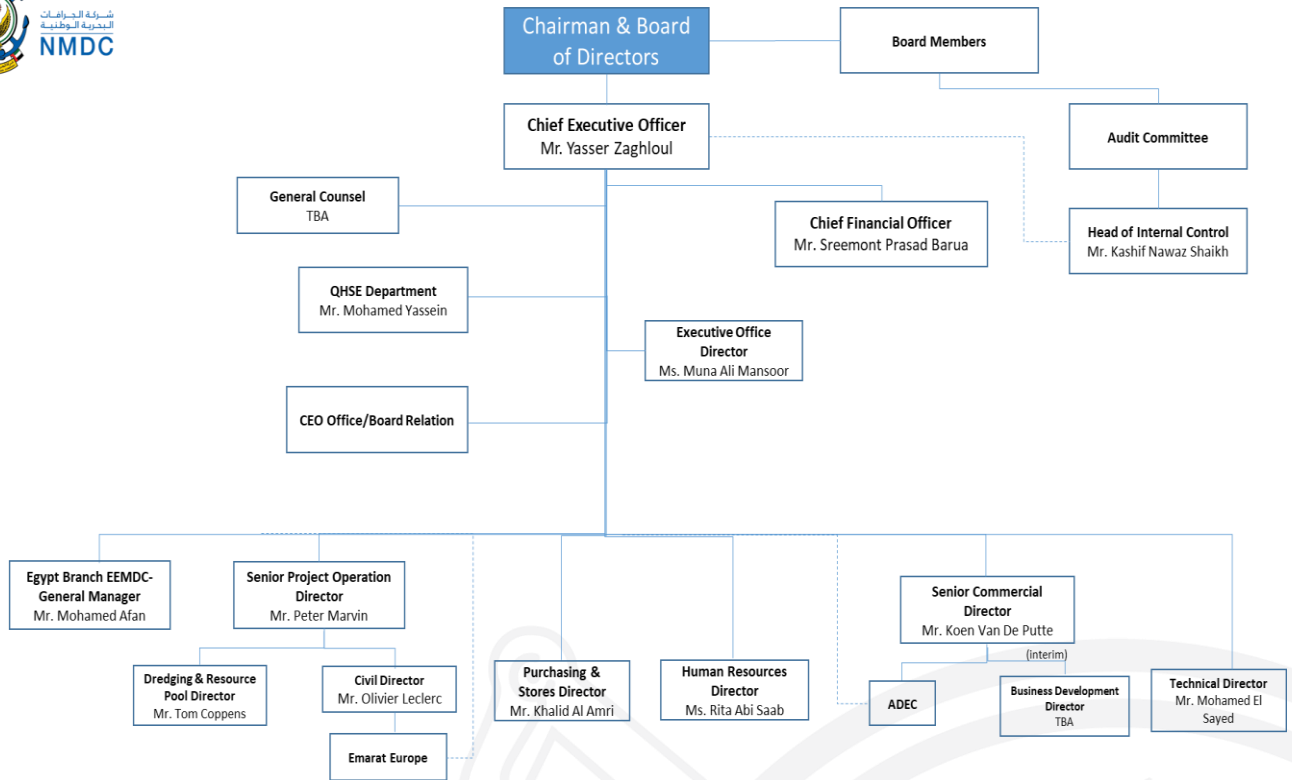 شركة الجرافات
البحرية الوطنية
NMDC
Chairman & Board
of Directors
Board Members
Chief Executive Officer
Mr. Yasser Zaghloul
Audit Committee
General Counsel
TBA
Chief Financial Officer
Mr. Sreemont Prasad Barua
Head of Internal Control
Mr. Kashif Nawaz Shaikh
QHSE Department
Mr. Mohamed Yassein
Executive Office
Director
Ms. Muna Ali Mansoor
CEO Office/Board Relation
Egypt Branch EEMDC-
General Manager
Mr. Mohamed Afan
Senior Project Operation
Director
Mr. Peter Marvin
Senior Commercial
Director
Mr. Koen Van De Putte
(interim)
Dredging & Resource
Pool Director
Mr. Tom Coppens
Civil Director
Mr. Olivier Leclerc
Emarat Europe
Purchasing &
Stores Director
Mr. Khalid Al Amri
Human Resources
Director
Ms. Rita Abi Saab
ADEC
Business Development
Director
TBA
Technical Director
Mr. Mohamed El
Sayed